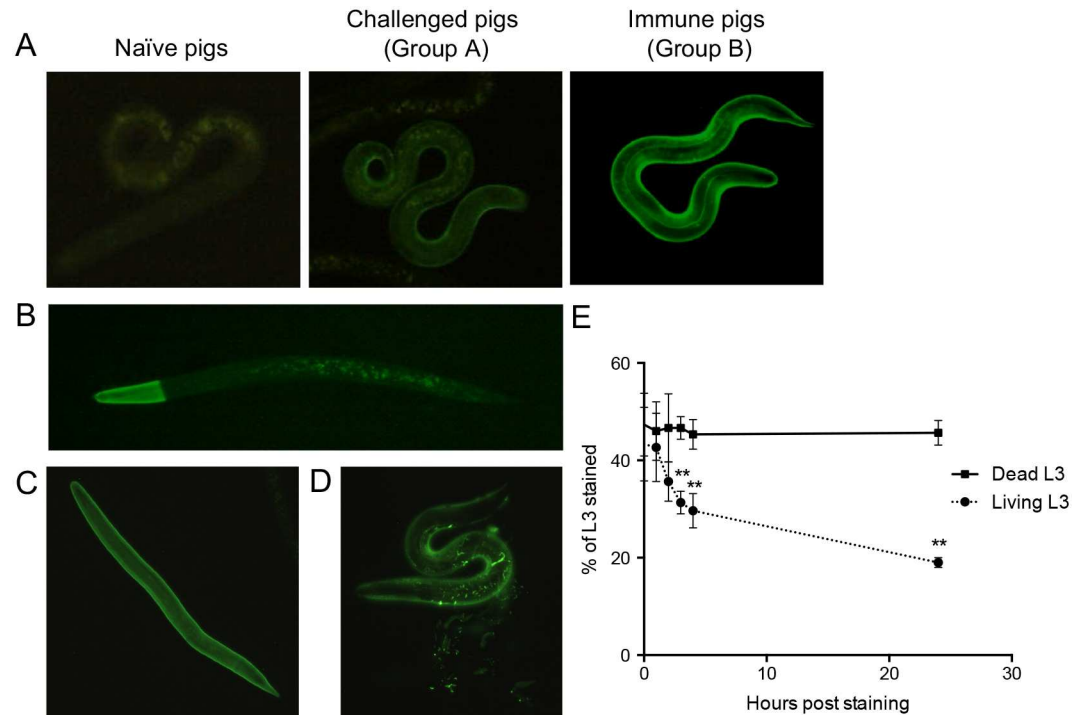 A
Naïve pigs
Challenged pigs
(Group A)
Immune pigs
(Group B)
B
C
D
E
60
40
20
0
% of L3 stained
**
**
**
Dead L3
Living L3
0
10
20
30
Hours post staining